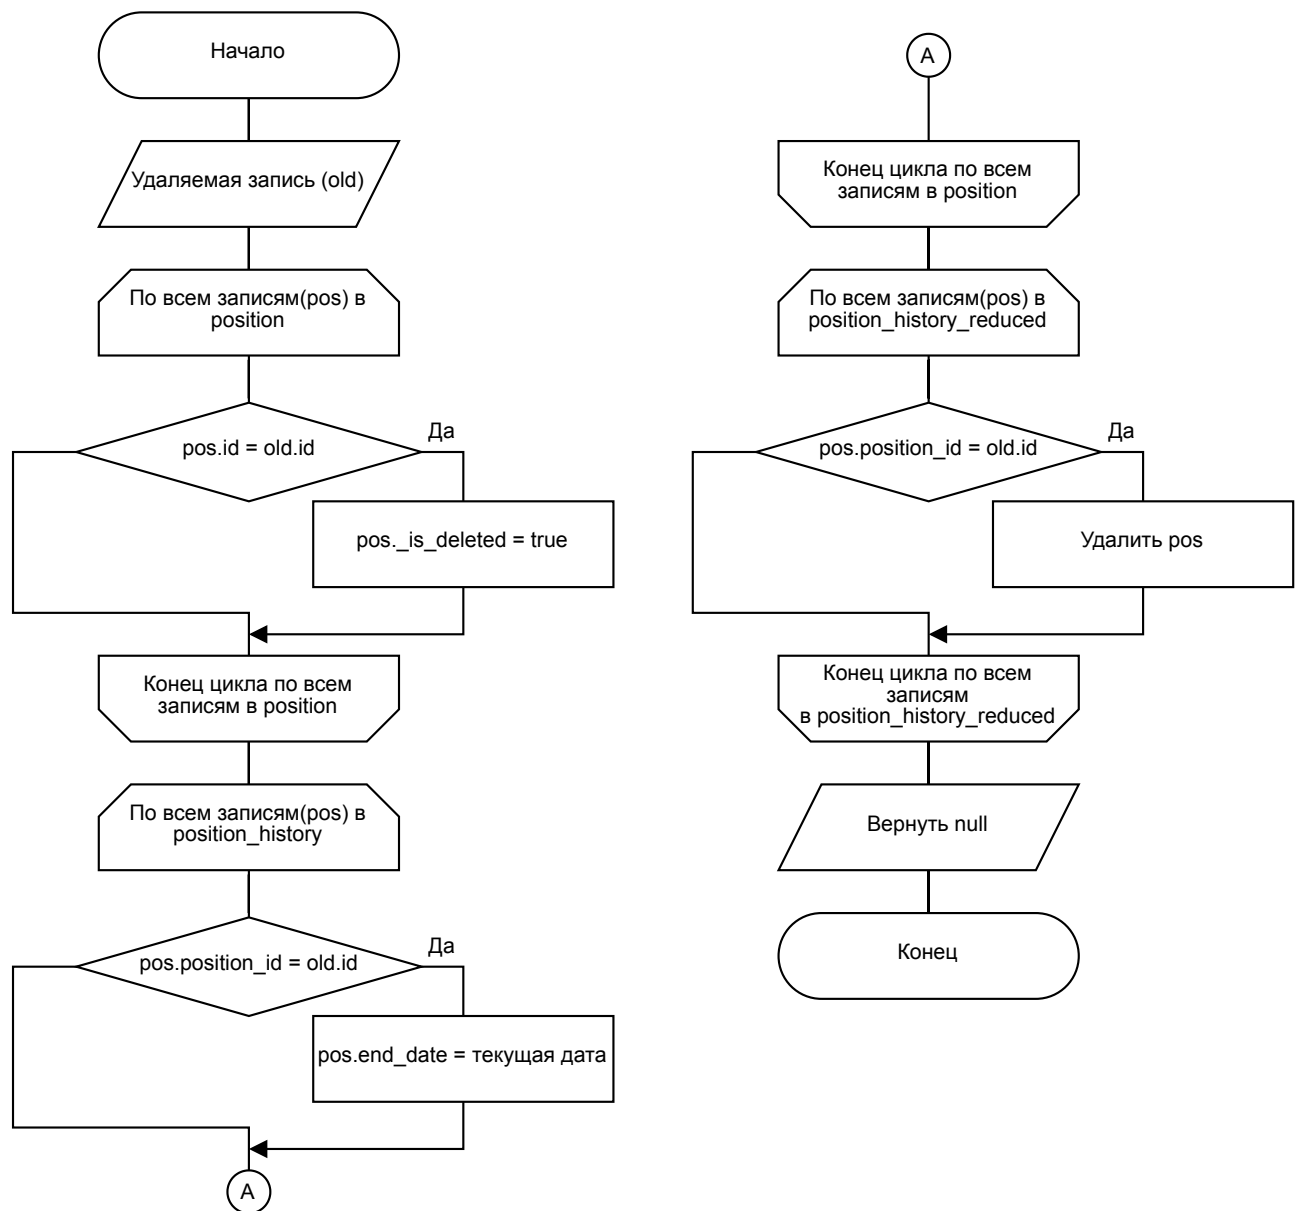 Начало
Удаляемая запись (old)
По всем записям(pos) в
position
pos.id = old.id
Да
pos._is_deleted = true
Конец цикла по всем
записям в position
По всем записям(pos) в
position_history
pos.position_id = old.id
Да
pos.end_date = текущая дата
A
A
Конец цикла по всем
записям в position
По всем записям(pos) в
position_history_reduced
pos.position_id = old.id
Да
Удалить pos
Конец цикла по всем
записям
в position_history_reduced
Вернуть null
Конец